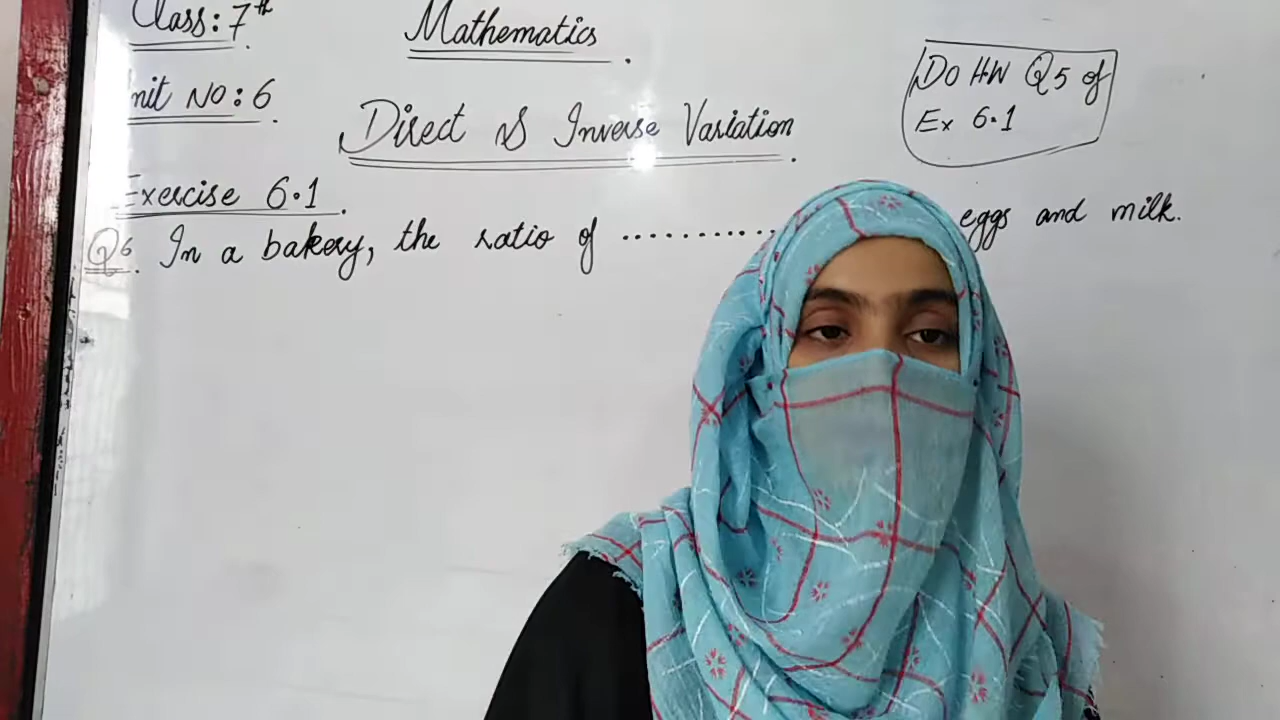 Class: 7th.
Mathematics.
nit NO: 6.
Direct & Inverse Variation.
DO HW Q5 of
Ex 6.1
Exercise 6.1.
Q6. In a bakery, the ratio of ............ eggs and milk.